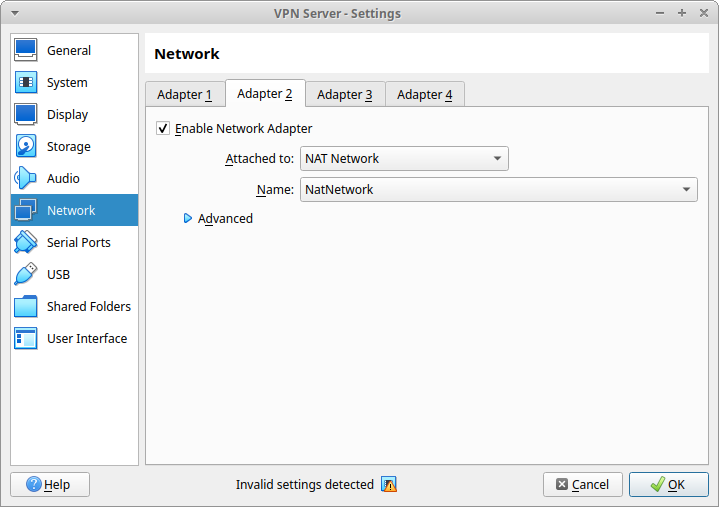 VPN Server - Settings
General
System
Display
Storage
Audio
Network
Serial Ports
USB
Shared Folders
User Interface
Network
Adapter 1 Adapter 2 Adapter 3 Adapter 4
Enable Network Adapter
Attached to: NAT Network
Name: NatNetwork
Advanced
Help Invalid settings detected Cancel OK